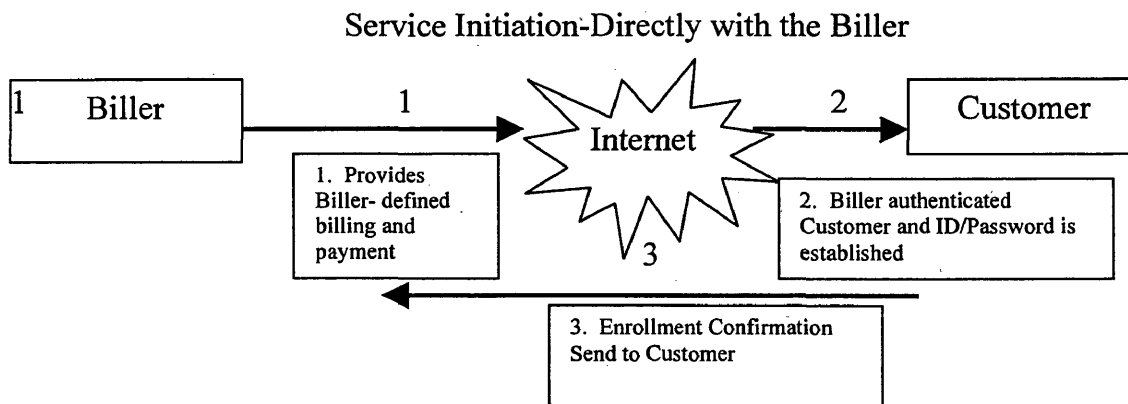 Service Initiation-Directly with the Biller
1
Biller
1
Internet
2
Customer
1. Provides
Biller- defined
billing and
payment
2. Biller authenticated
Customer and ID/Password is
established
3
3. Enrollment Confirmation
Send to Customer